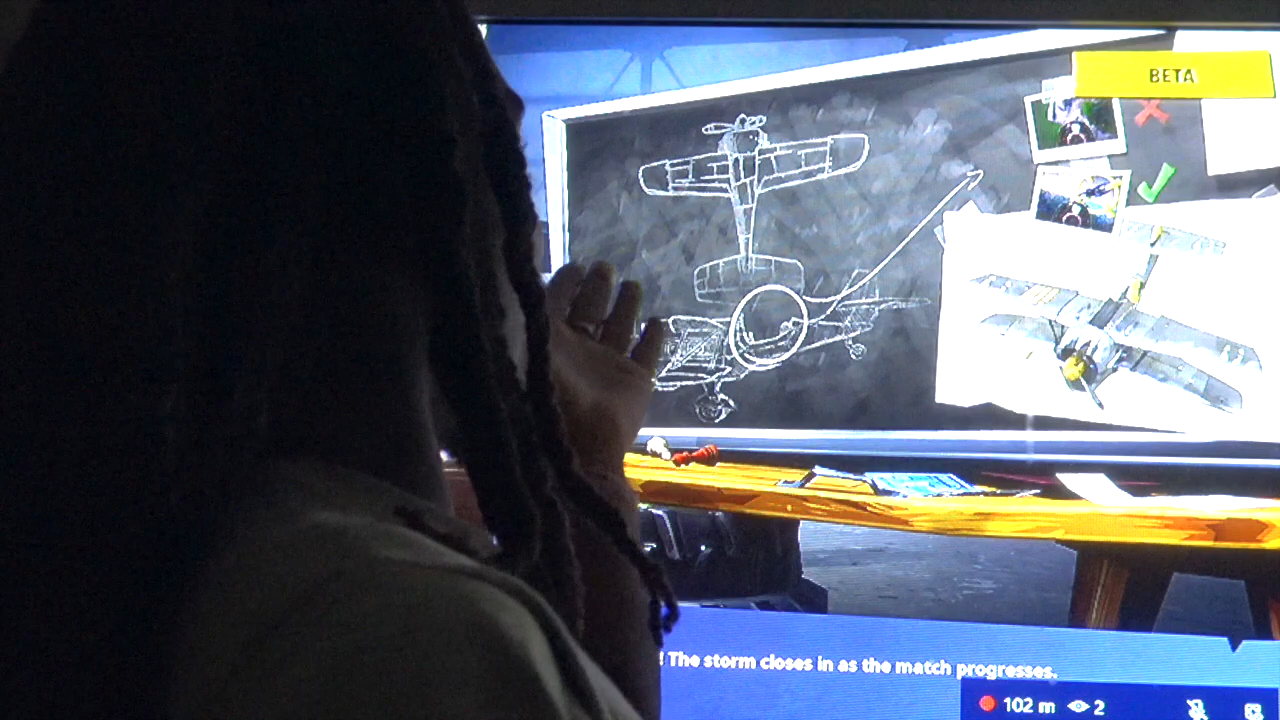 BETA
! The storm closes in as the match progresses.
102 m 2